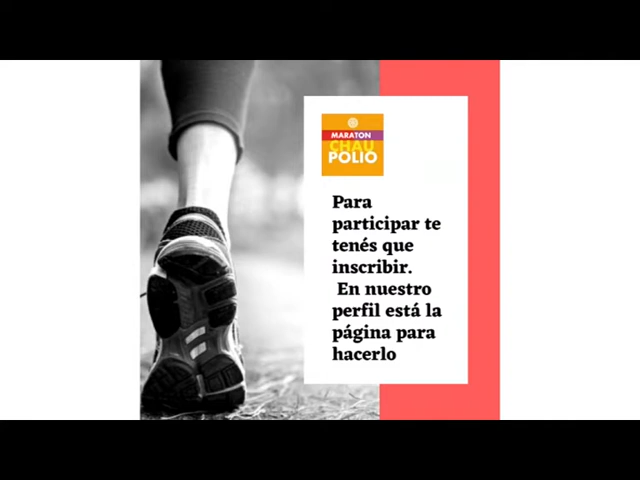 MARATON
CHAU
POLIO
Para
participar te
tenés que
inscribir.
En nuestro
perfil está la
página para
hacerlo